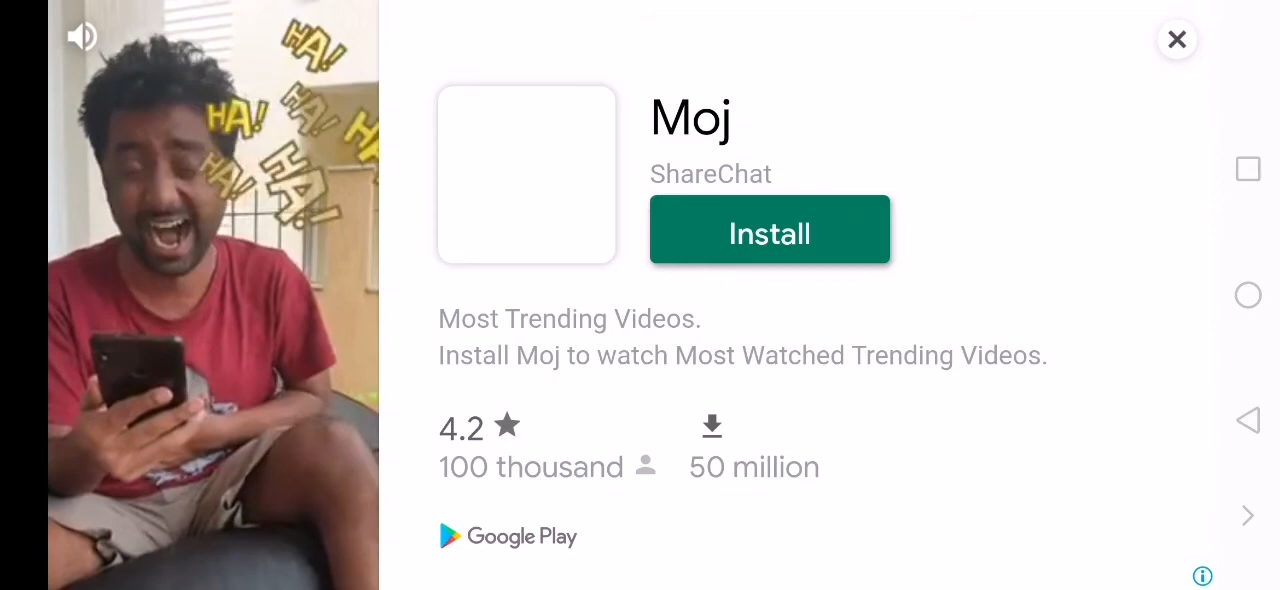 HA!
HA!
HA!
HA
HA!
HA!
Moj
ShareChat
Install
Most Trending Videos.
Install Moj to watch Most Watched Trending Videos.
4.2
100 thousand
50 million
Google Play